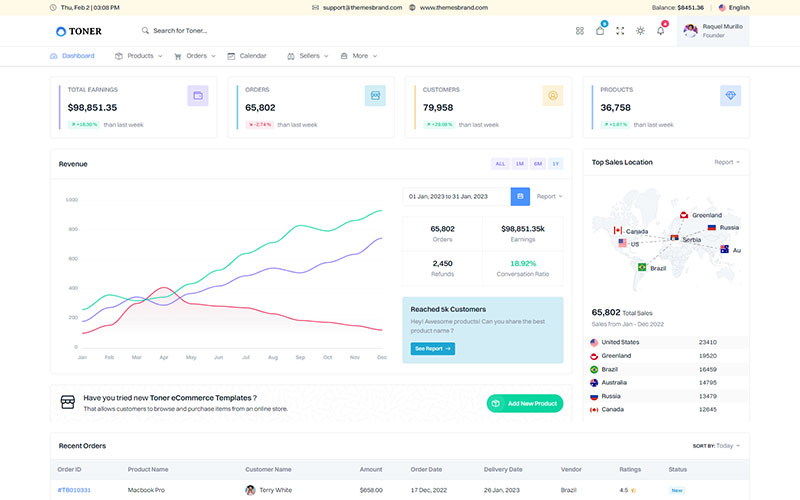 Thu, Feb 2 | 03:08 PM
support@themesbrand.com
www.themesbrand.com
Balance: $8451.36
English
TONER
Search for Toner...
5
4
Raquel Murillo
Founder
Dashboard
Products
Orders
Calendar
Sellers
More
TOTAL EARNINGS
$98,851.35
+18.30 % than last week
ORDERS
65,802
-2.74 % than last week
CUSTOMERS
79,958
+29.08 % than last week
PRODUCTS
36,758
+1.67 % than last week
Revenue
ALL 1M 6M 1Y
1000
800
600
400
200
0
Jan Feb Mar Apr May Jun Jul Aug Sep Oct Nov Dec
01 Jan, 2023 to 31 Jan, 2023
Report
65,802
Orders
$98,851.35k
Earnings
2,450
Refunds
18.92%
Conversation Ratio
Reached 5k Customers
Hey! Awesome products! Can you share the best
product name ?
See Report
Top Sales Location
Report
Greenland
Canada
Russia
US
Serbia
Au
Brazil
65,802 Total Sales
Sales from Jan - Dec 2022
United States 23410
Greenland 19520
Brazil 16459
Australia 14795
Russia 13479
Canada 12645
Have you tried new Toner eCommerce Templates ?
That allows customers to browse and purchase items from an online store.
Add New Product
Recent Orders
SORT BY: Today
Order ID Product Name Customer Name Amount Order Date Delivery Date Vendor Ratings Status
#TB010331 Macbook Pro Terry White $658.00 17 Dec, 2022 26 Jan, 2023 Brazil 4.5 New